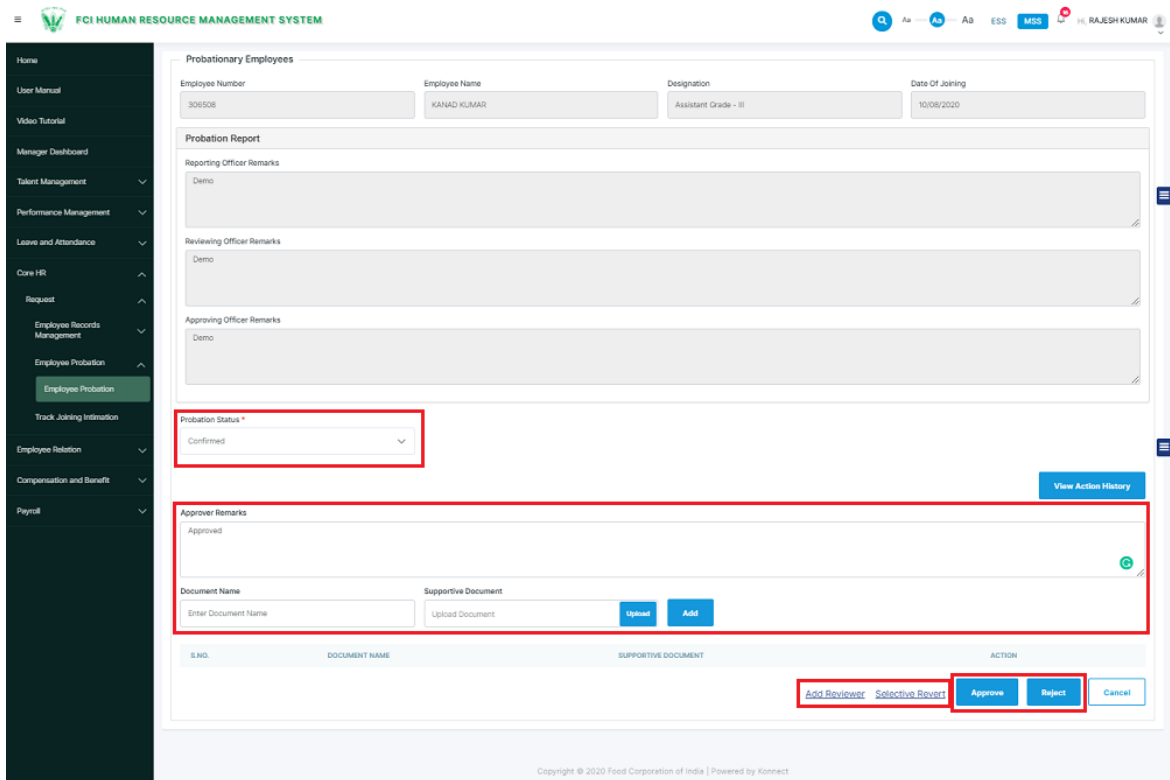 FCI HUMAN RESOURCE MANAGEMENT SYSTEM
Aa Aa Aa ESS MSS Hi, RAJESH KUMAR
Home
User Manual
Video Tutorial
Manager Dashboard
Talent Management
Performance Management
Leave and Attendance
Core HR
Request
Employee Records
Management
Employee Probation
Employee Probation
Track Joining Intimation
Employee Relation
Compensation and Benefit
Payroll
Probationary Employees
Employee Number Employee Name Designation Date Of Joining
306508 KANAD KUMAR Assistant Grade - III 10/08/2020
Probation Report
Reporting Officer Remarks
Demo
Reviewing Officer Remarks
Demo
Approving Officer Remarks
Demo
Probation Status *
Confirmed
View Action History
Approver Remarks
Approved
Document Name Supportive Document
Enter Document Name Upload Document Upload Add
S.NO. DOCUMENT NAME SUPPORTIVE DOCUMENT ACTION
Add Reviewer Selective Revert Approve Reject Cancel
Copyright © 2020 Food Corporation of India | Powered by Konnect